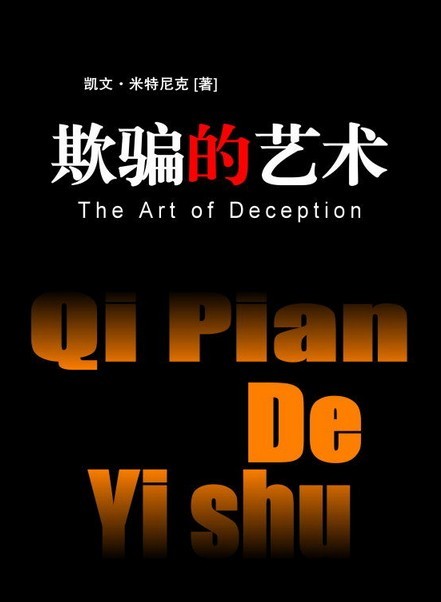 凯文·米特尼克 [著]
欺骗的艺术
The Art of Deception
Qi Pian
De
Yi shu